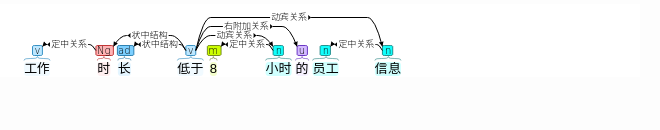 动宾关系
右附加关系
状中结构 动宾关系
定中关系 状中结构 定中关系 定中关系
v Ng ad v m n u n n
工作 时 长 低于 8 小时 的 员工 信息